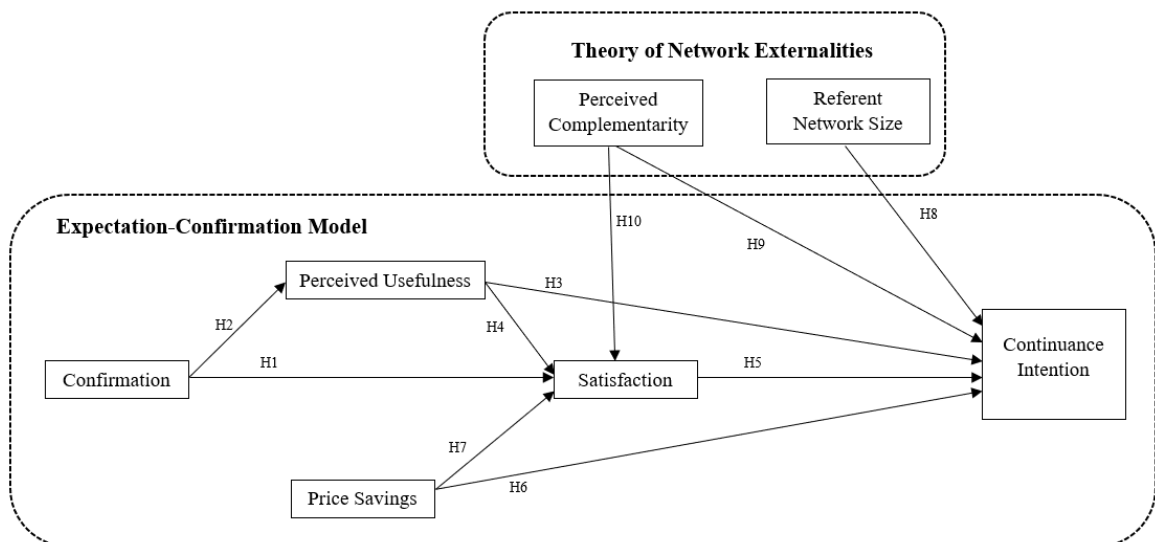 Theory of Network Externalities
Perceived
Complementarity
Referent
Network Size
Expectation-Confirmation Model
H10
H8
H9
Perceived Usefulness
H3
H2
H4
H1
H5
Confirmation
Satisfaction
Continuance
Intention
H7
H6
Price Savings